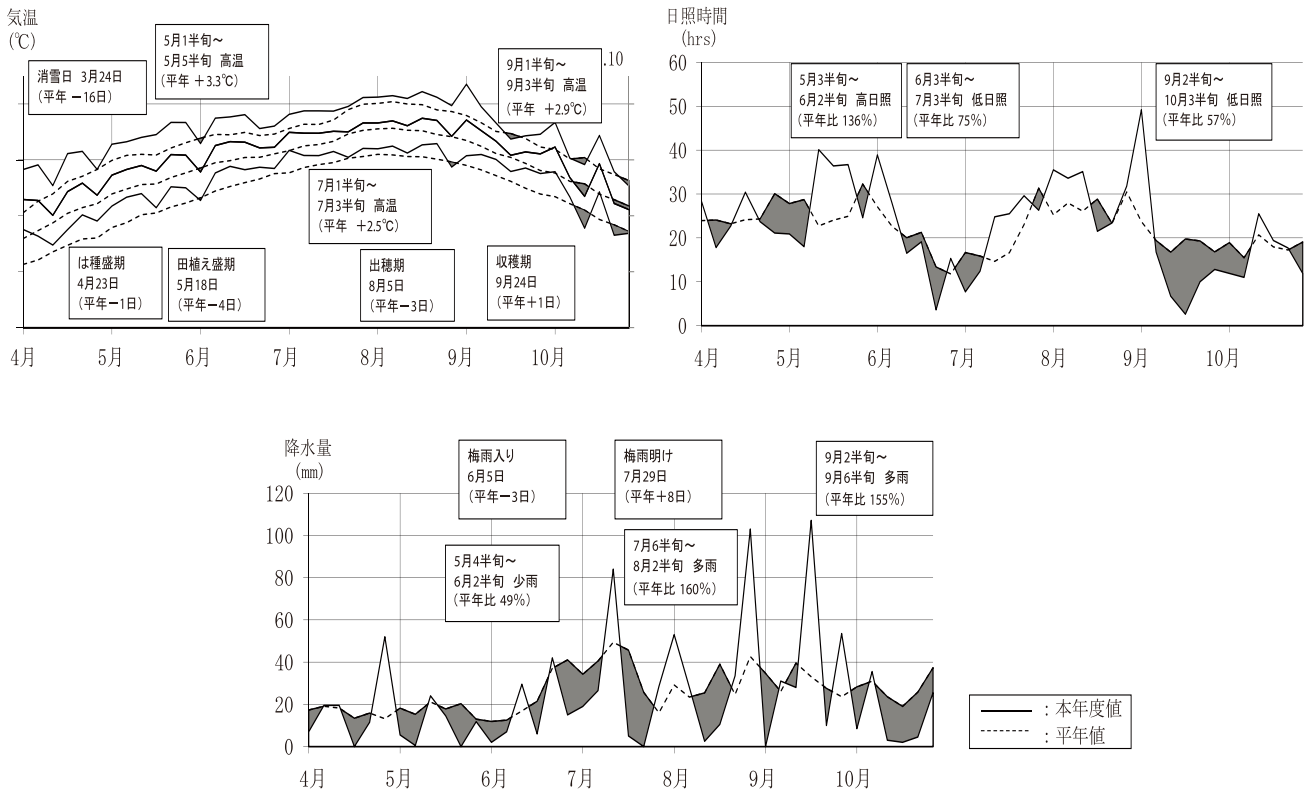 気温
(℃)
消雪日 3月24日
(平年－16日)
5月1半旬～
5月5半旬 高温
(平年 +3.3℃)
9月1半旬～
9月3半旬 高温
(平年 +2.9℃)
.10
7月1半旬～
7月3半旬 高温
(平年 +2.5℃)
は種盛期
4月23日
(平年－1日)
田植え盛期
5月18日
(平年－4日)
出穂期
8月5日
(平年－3日)
収穫期
9月24日
(平年＋1日)
4月 5月 6月 7月 8月 9月 10月
日照時間
(hrs)
60
50
40
30
20
10
0
5月3半旬～
6月2半旬 高日照
(平年比 136%)
6月3半旬～
7月3半旬 低日照
(平年比 75%)
9月2半旬～
10月3半旬 低日照
(平年比 57%)
4月 5月 6月 7月 8月 9月 10月
降水量
(mm)
120
100
80
60
40
20
0
梅雨入り
6月5日
(平年－3日)
梅雨明け
7月29日
(平年＋8日)
9月2半旬～
9月6半旬 多雨
(平年比 155%)
5月4半旬～
6月2半旬 少雨
(平年比 49%)
7月6半旬～
8月2半旬 多雨
(平年比 160%)
4月 5月 6月 7月 8月 9月 10月
：本年度値
：平年値